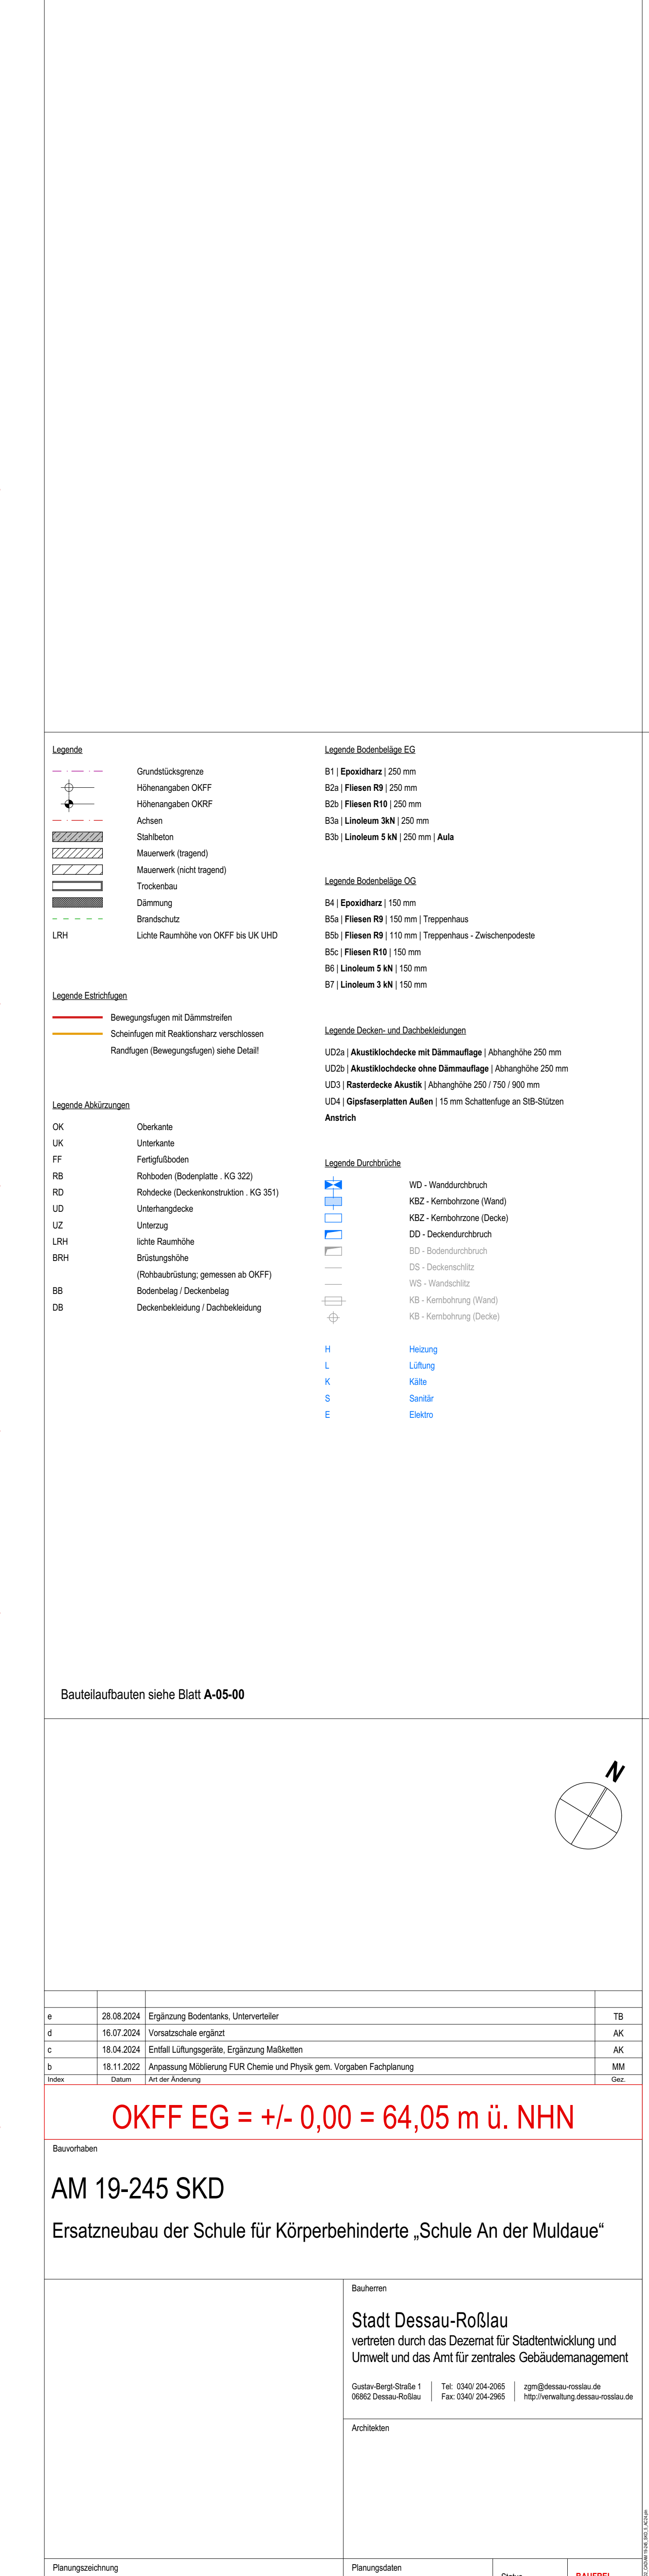 Legende
Grundstücksgrenze
Höhenangaben OKFF
Höhenangaben OKRF
Achsen
Stahlbeton
Mauerwerk (tragend)
Mauerwerk (nicht tragend)
Trockenbau
Dämmung
Brandschutz
LRH Lichte Raumhöhe von OKFF bis UK UHD
Legende Estrichfugen
Bewegungsfugen mit Dämmstreifen
Scheinfugen mit Reaktionsharz verschlossen
Randfugen (Bewegungsfugen) siehe Detail!
Legende Abkürzungen
OK Oberkante
UK Unterkante
FF Fertigfußboden
RB Rohboden (Bodenplatte . KG 322)
RD Rohdecke (Deckenkonstruktion . KG 351)
UD Unterhangdecke
UZ Unterzug
LRH lichte Raumhöhe
BRH Brüstungshöhe
(Rohbaubrüstung; gemessen ab OKFF)
BB Bodenbelag / Deckenbelag
DB Deckenbekleidung / Dachbekleidung
Legende Bodenbeläge EG
B1 | Epoxidharz | 250 mm
B2a | Fliesen R9 | 250 mm
B2b | Fliesen R10 | 250 mm
B3a | Linoleum 3kN | 250 mm
B3b | Linoleum 5 kN | 250 mm | Aula
Legende Bodenbeläge OG
B4 | Epoxidharz | 150 mm
B5a | Fliesen R9 | 150 mm | Treppenhaus
B5b | Fliesen R9 | 110 mm | Treppenhaus - Zwischenpodeste
B5c | Fliesen R10 | 150 mm
B6 | Linoleum 5 kN | 150 mm
B7 | Linoleum 3 kN | 150 mm
Legende Decken- und Dachbekleidungen
UD2a | Akustiklochdecke mit Dämmauflage | Abhanghöhe 250 mm
UD2b | Akustiklochdecke ohne Dämmauflage | Abhanghöhe 250 mm
UD3 | Rasterdecke Akustik | Abhanghöhe 250 / 750 / 900 mm
UD4 | Gipsfaserplatten Außen | 15 mm Schattenfuge an StB-Stützen
Anstrich
Legende Durchbrüche
WD - Wanddurchbruch
KBZ - Kernbohrzone (Wand)
KBZ - Kernbohrzone (Decke)
DD - Deckendurchbruch
BD - Bodendurchbruch
DS - Deckenschlitz
WS - Wandschlitz
KB - Kernbohrung (Wand)
KB - Kernbohrung (Decke)
H Heizung
L Lüftung
K Kälte
S Sanitär
E Elektro
Bauteilaufbauten siehe Blatt A-05-00
N
e 28.08.2024 Ergänzung Bodentanks, Unterverteiler TB
d 16.07.2024 Vorsatzschale ergänzt AK
c 18.04.2024 Entfall Lüftungsgeräte, Ergänzung Maßketten AK
b 18.11.2022 Anpassung Möblierung FUR Chemie und Physik gem. Vorgaben Fachplanung MM
Index Datum Art der Änderung Gez.
OKFF EG = +/- 0,00 = 64,05 m ü. NHN
Bauvorhaben
AM 19-245 SKD
Ersatzneubau der Schule für Körperbehinderte „Schule An der Muldaue“
Bauherren
Stadt Dessau-Roßlau
vertreten durch das Dezernat für Stadtentwicklung und
Umwelt und das Amt für zentrales Gebäudemanagement
Gustav-Bergt-Straße 1 Tel: 0340/ 204-2065 zgm@dessau-rosslau.de
06862 Dessau-Roßlau Fax: 0340/ 204-2965 http://verwaltung.dessau-rosslau.de
Architekten
Planungszeichnung
Planungsdaten